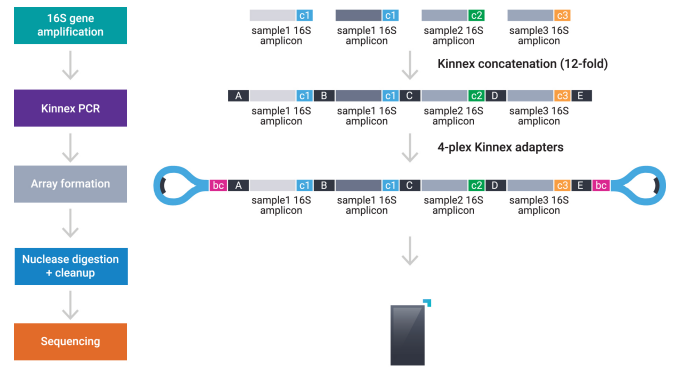 16S gene
amplification
c1 c1 c2 c3
sample1 16S
amplicon
sample1 16S
amplicon
sample2 16S
amplicon
sample3 16S
amplicon
Kinnex concatenation (12-fold)
Kinnex PCR
A c1 B c1 C c2 D c3 E
sample1 16S
amplicon
sample1 16S
amplicon
sample2 16S
amplicon
sample3 16S
amplicon
4-plex Kinnex adapters
Array formation
bc A c1 B c1 C c2 D c3 E bc
sample1 16S
amplicon
sample1 16S
amplicon
sample2 16S
amplicon
sample3 16S
amplicon
Nuclease digestion
+ cleanup
Sequencing